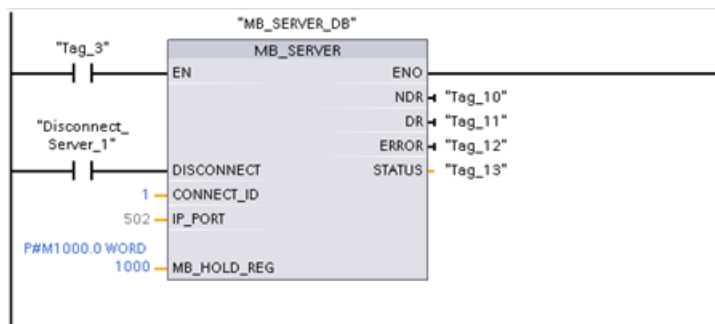 "MB_SERVER_DB"
"Tag_3"
MB_SERVER
EN
ENO
NDR
"Tag_10"
DR
"Tag_11"
"Disconnect_
Server_1"
ERROR
"Tag_12"
DISCONNECT
STATUS
"Tag_13"
1
CONNECT_ID
502
IP_PORT
P#M1000.0 WORD
1000
MB_HOLD_REG